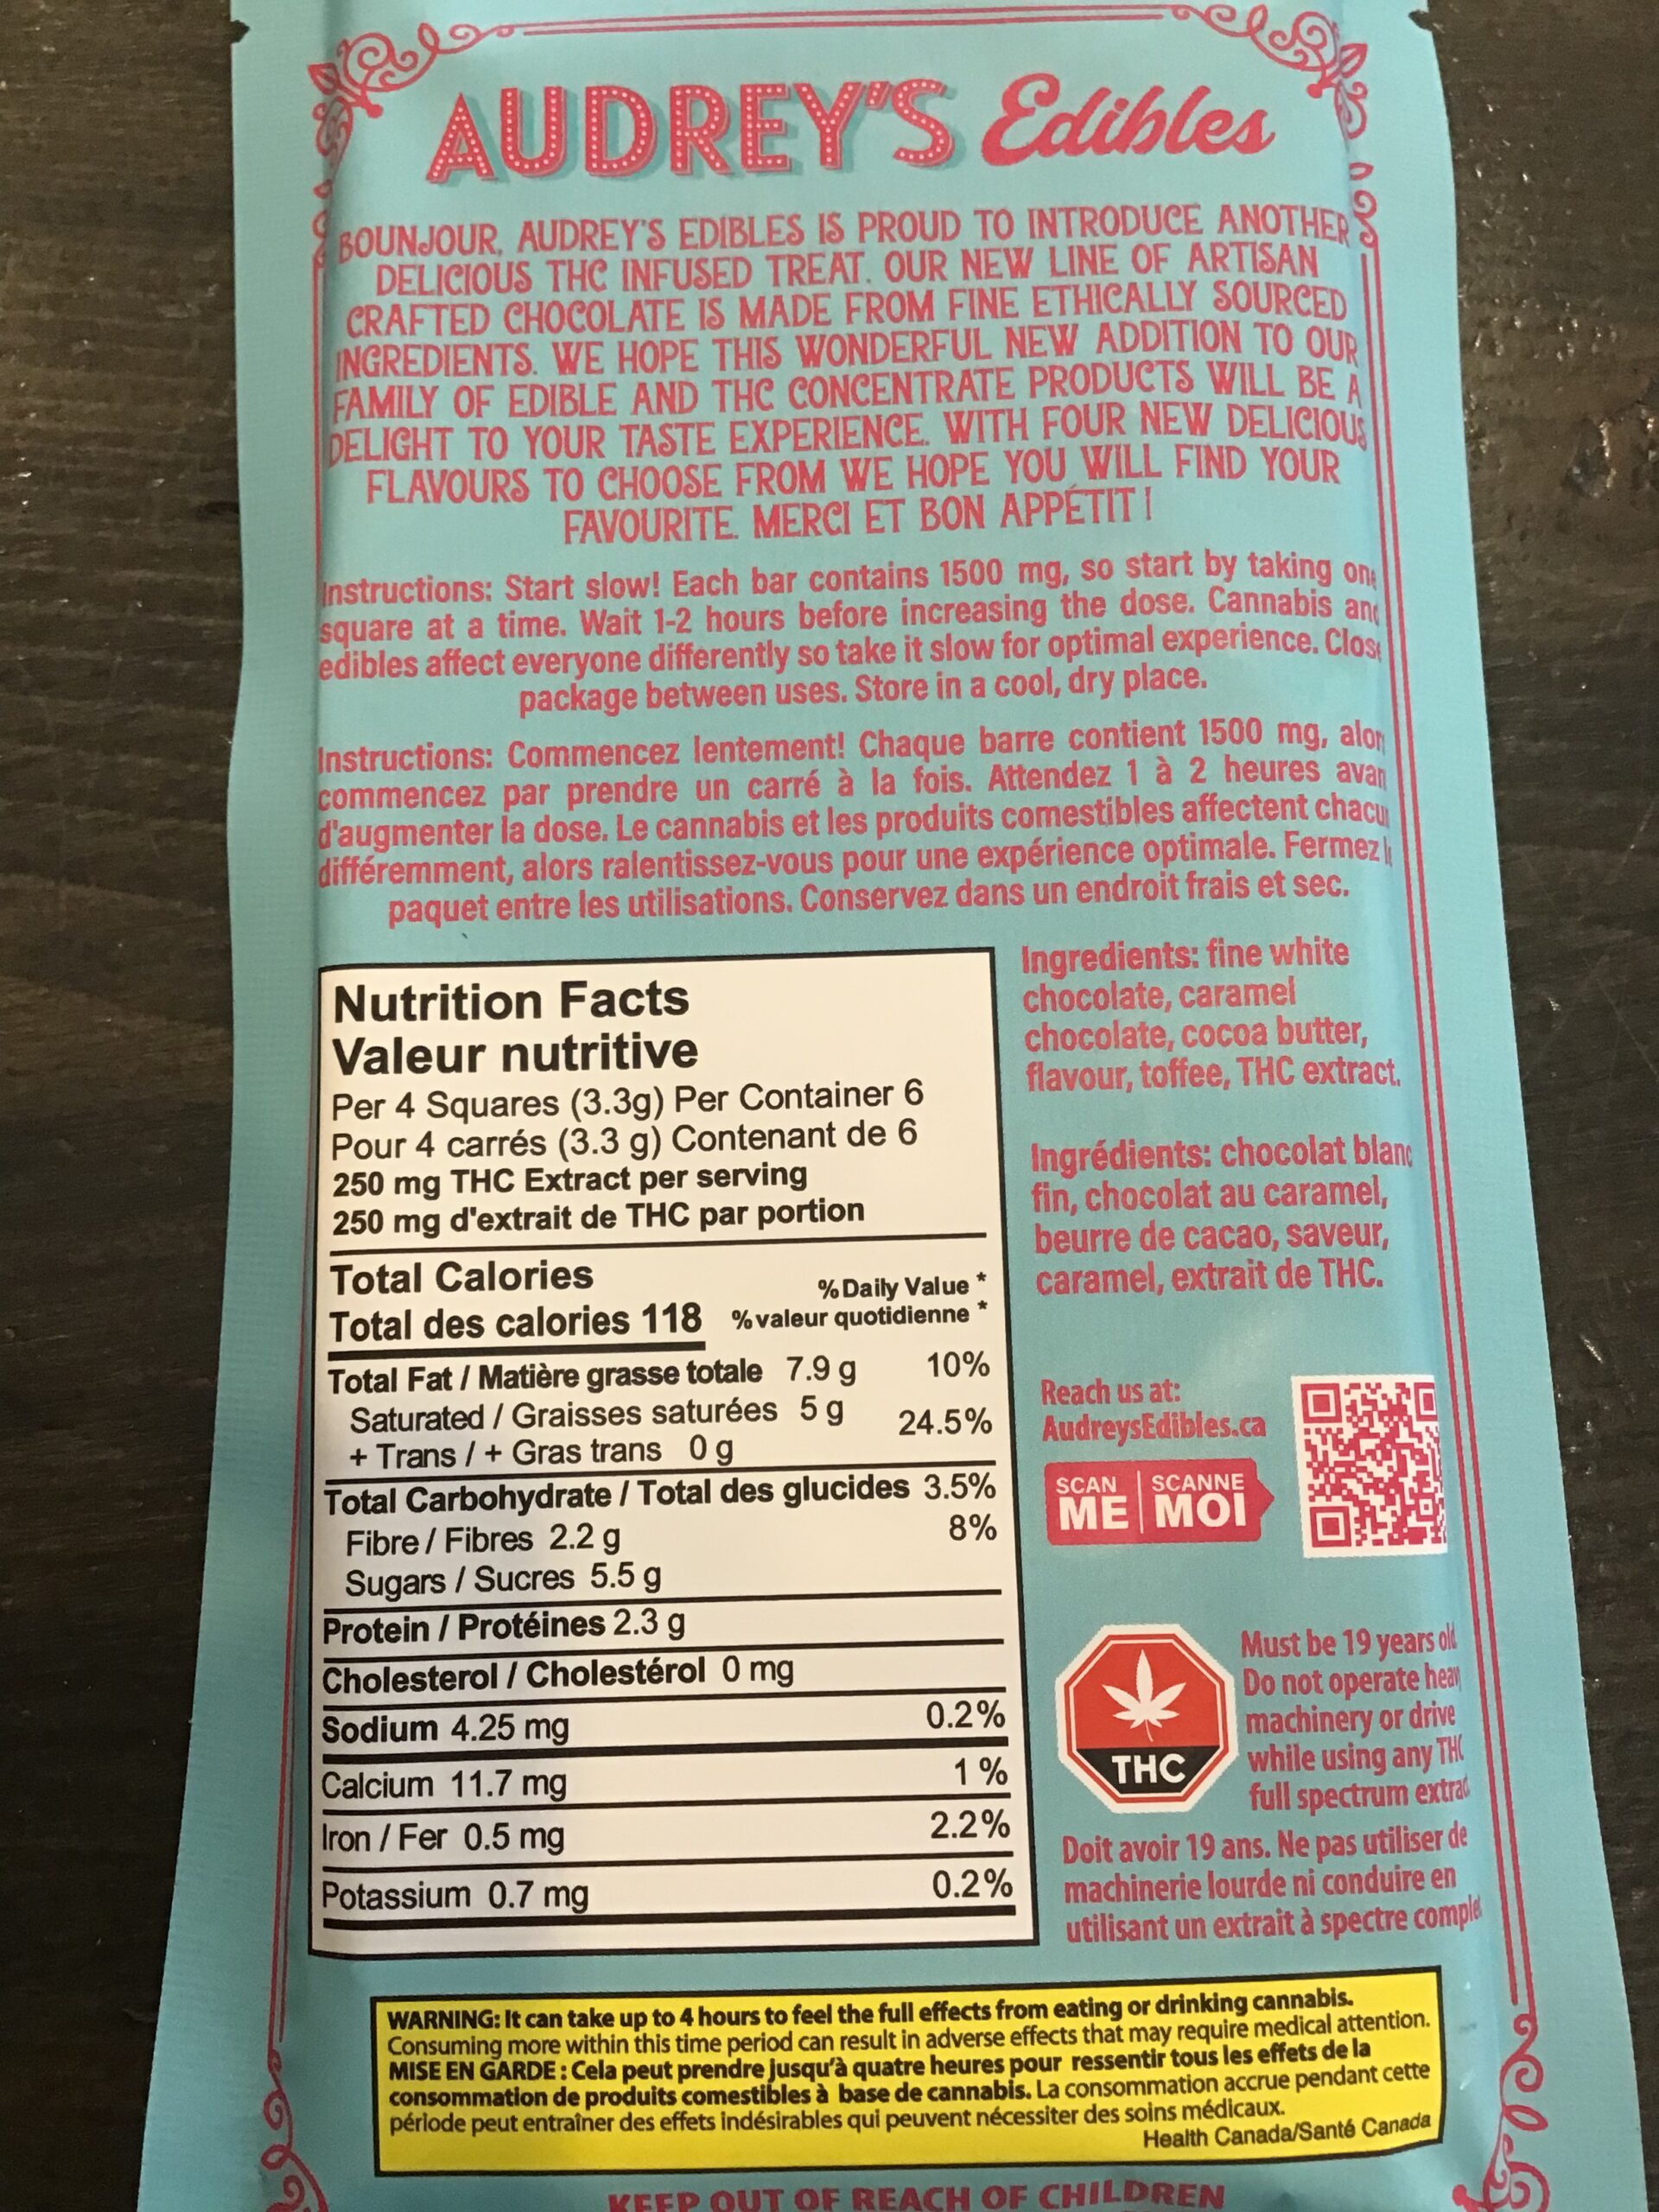 AUDREY'S Edibles
BOUNJOUR, AUDREY'S EDIBLES IS PROUD TO INTRODUCE ANOTHER
DELICIOUS THC INFUSED TREAT. OUR NEW LINE OF ARTISAN
CRAFTED CHOCOLATE IS MADE FROM FINE ETHICALLY SOURCED
INGREDIENTS. WE HOPE THIS WONDERFUL NEW ADDITION TO OUR
FAMILY OF EDIBLE AND THC CONCENTRATE PRODUCTS WILL BE A
DELIGHT TO YOUR TASTE EXPERIENCE. WITH FOUR NEW DELICIOUS
FLAVOURS TO CHOOSE FROM WE HOPE YOU WILL FIND YOUR
FAVOURITE. MERCI ET BON APPÉTIT !
Instructions: Start slow! Each bar contains 1500 mg, so start by taking one
square at a time. Wait 1-2 hours before increasing the dose. Cannabis and
edibles affect everyone differently so take it slow for optimal experience. Close
package between uses. Store in a cool, dry place.
Instructions: Commencez lentement! Chaque barre contient 1500 mg, alor
commencez par prendre un carré à la fois. Attendez 1 à 2 heures avan
d'augmenter la dose. Le cannabis et les produits comestibles affectent chacu
différemment, alors ralentissez-vous pour une expérience optimale. Fermez l
paquet entre les utilisations. Conservez dans un endroit frais et sec.
Nutrition Facts
Valeur nutritive
Per 4 Squares (3.3g) Per Container 6
Pour 4 carrés (3.3 g) Contenant de 6
250 mg THC Extract per serving
250 mg d'extrait de THC par portion
Total Calories
% Daily Value *
Total des calories 118 % valeur quotidienne *
Total Fat / Matière grasse totale 7.9 g 10%
Saturated / Graisses saturées 5 g 24.5%
+ Trans / + Gras trans 0 g
Total Carbohydrate / Total des glucides 3.5%
Fibre / Fibres 2.2 g 8%
Sugars / Sucres 5.5 g
Protein / Protéines 2.3 g
Cholesterol / Cholestérol 0 mg
Sodium 4.25 mg 0.2%
Calcium 11.7 mg 1 %
Iron / Fer 0.5 mg 2.2%
Potassium 0.7 mg 0.2%
Ingredients: fine white
chocolate, caramel
chocolate, cocoa butter,
flavour, toffee, THC extract.
Ingrédients: chocolat blanc
fin, chocolat au caramel,
beurre de cacao, saveur,
caramel, extrait de THC.
Reach us at:
AudreysEdibles.ca
SCAN ME
SCANNE MOI
THC
Must be 19 years old
Do not operate heav
machinery or drive
while using any THC
full spectrum extrac
Doit avoir 19 ans. Ne pas utiliser de
machinerie lourde ni conduire en
utilisant un extrait à spectre complet
WARNING: It can take up to 4 hours to feel the full effects from eating or drinking cannabis.
Consuming more within this time period can result in adverse effects that may require medical attention.
MISE EN GARDE : Cela peut prendre jusqu'à quatre heures pour ressentir tous les effets de la
consommation de produits comestibles à base de cannabis. La consommation accrue pendant cette
période peut entraîner des effets indésirables qui peuvent nécessiter des soins médicaux.
Health Canada/Santé Canada
KEEP OUT OF REACH OF CHILDREN